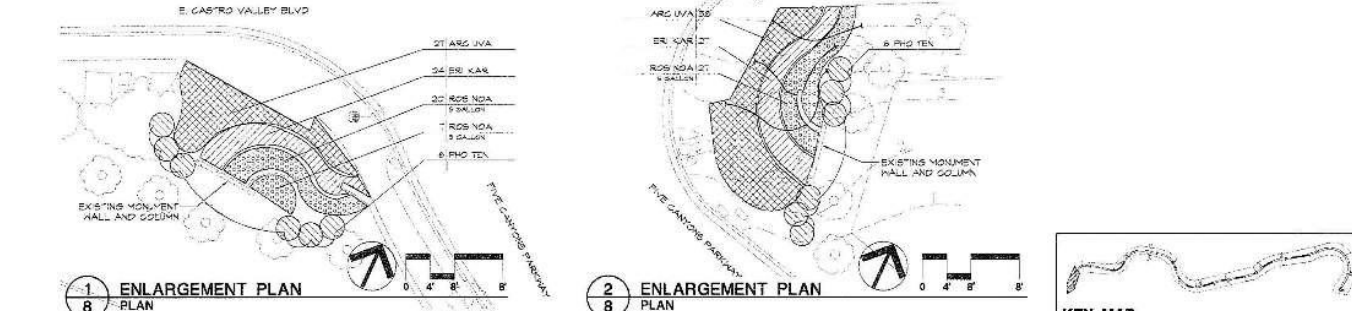 E. CASTRO VALLEY BLVD
27 ARC UVA
24 ERI KAR
20 ROS NOA
5 GALLON
7 ROS NOA
5 GALLON
6 PHO TEN
EXISTING MONUMENT
WALL AND COLUMN
FIVE CANYONS PARKWAY
0 4' 8' 8'
1
8
ENLARGEMENT PLAN
PLAN
ARC UVA 38
ERI KAR 27
ROS NOA 27
5 GALLON
6 PHO TEN
EXISTING MONUMENT
WALL AND COLUMN
FIVE CANYONS PARKWAY
0 4' 8' 8'
2
8
ENLARGEMENT PLAN
PLAN
KEY MAP